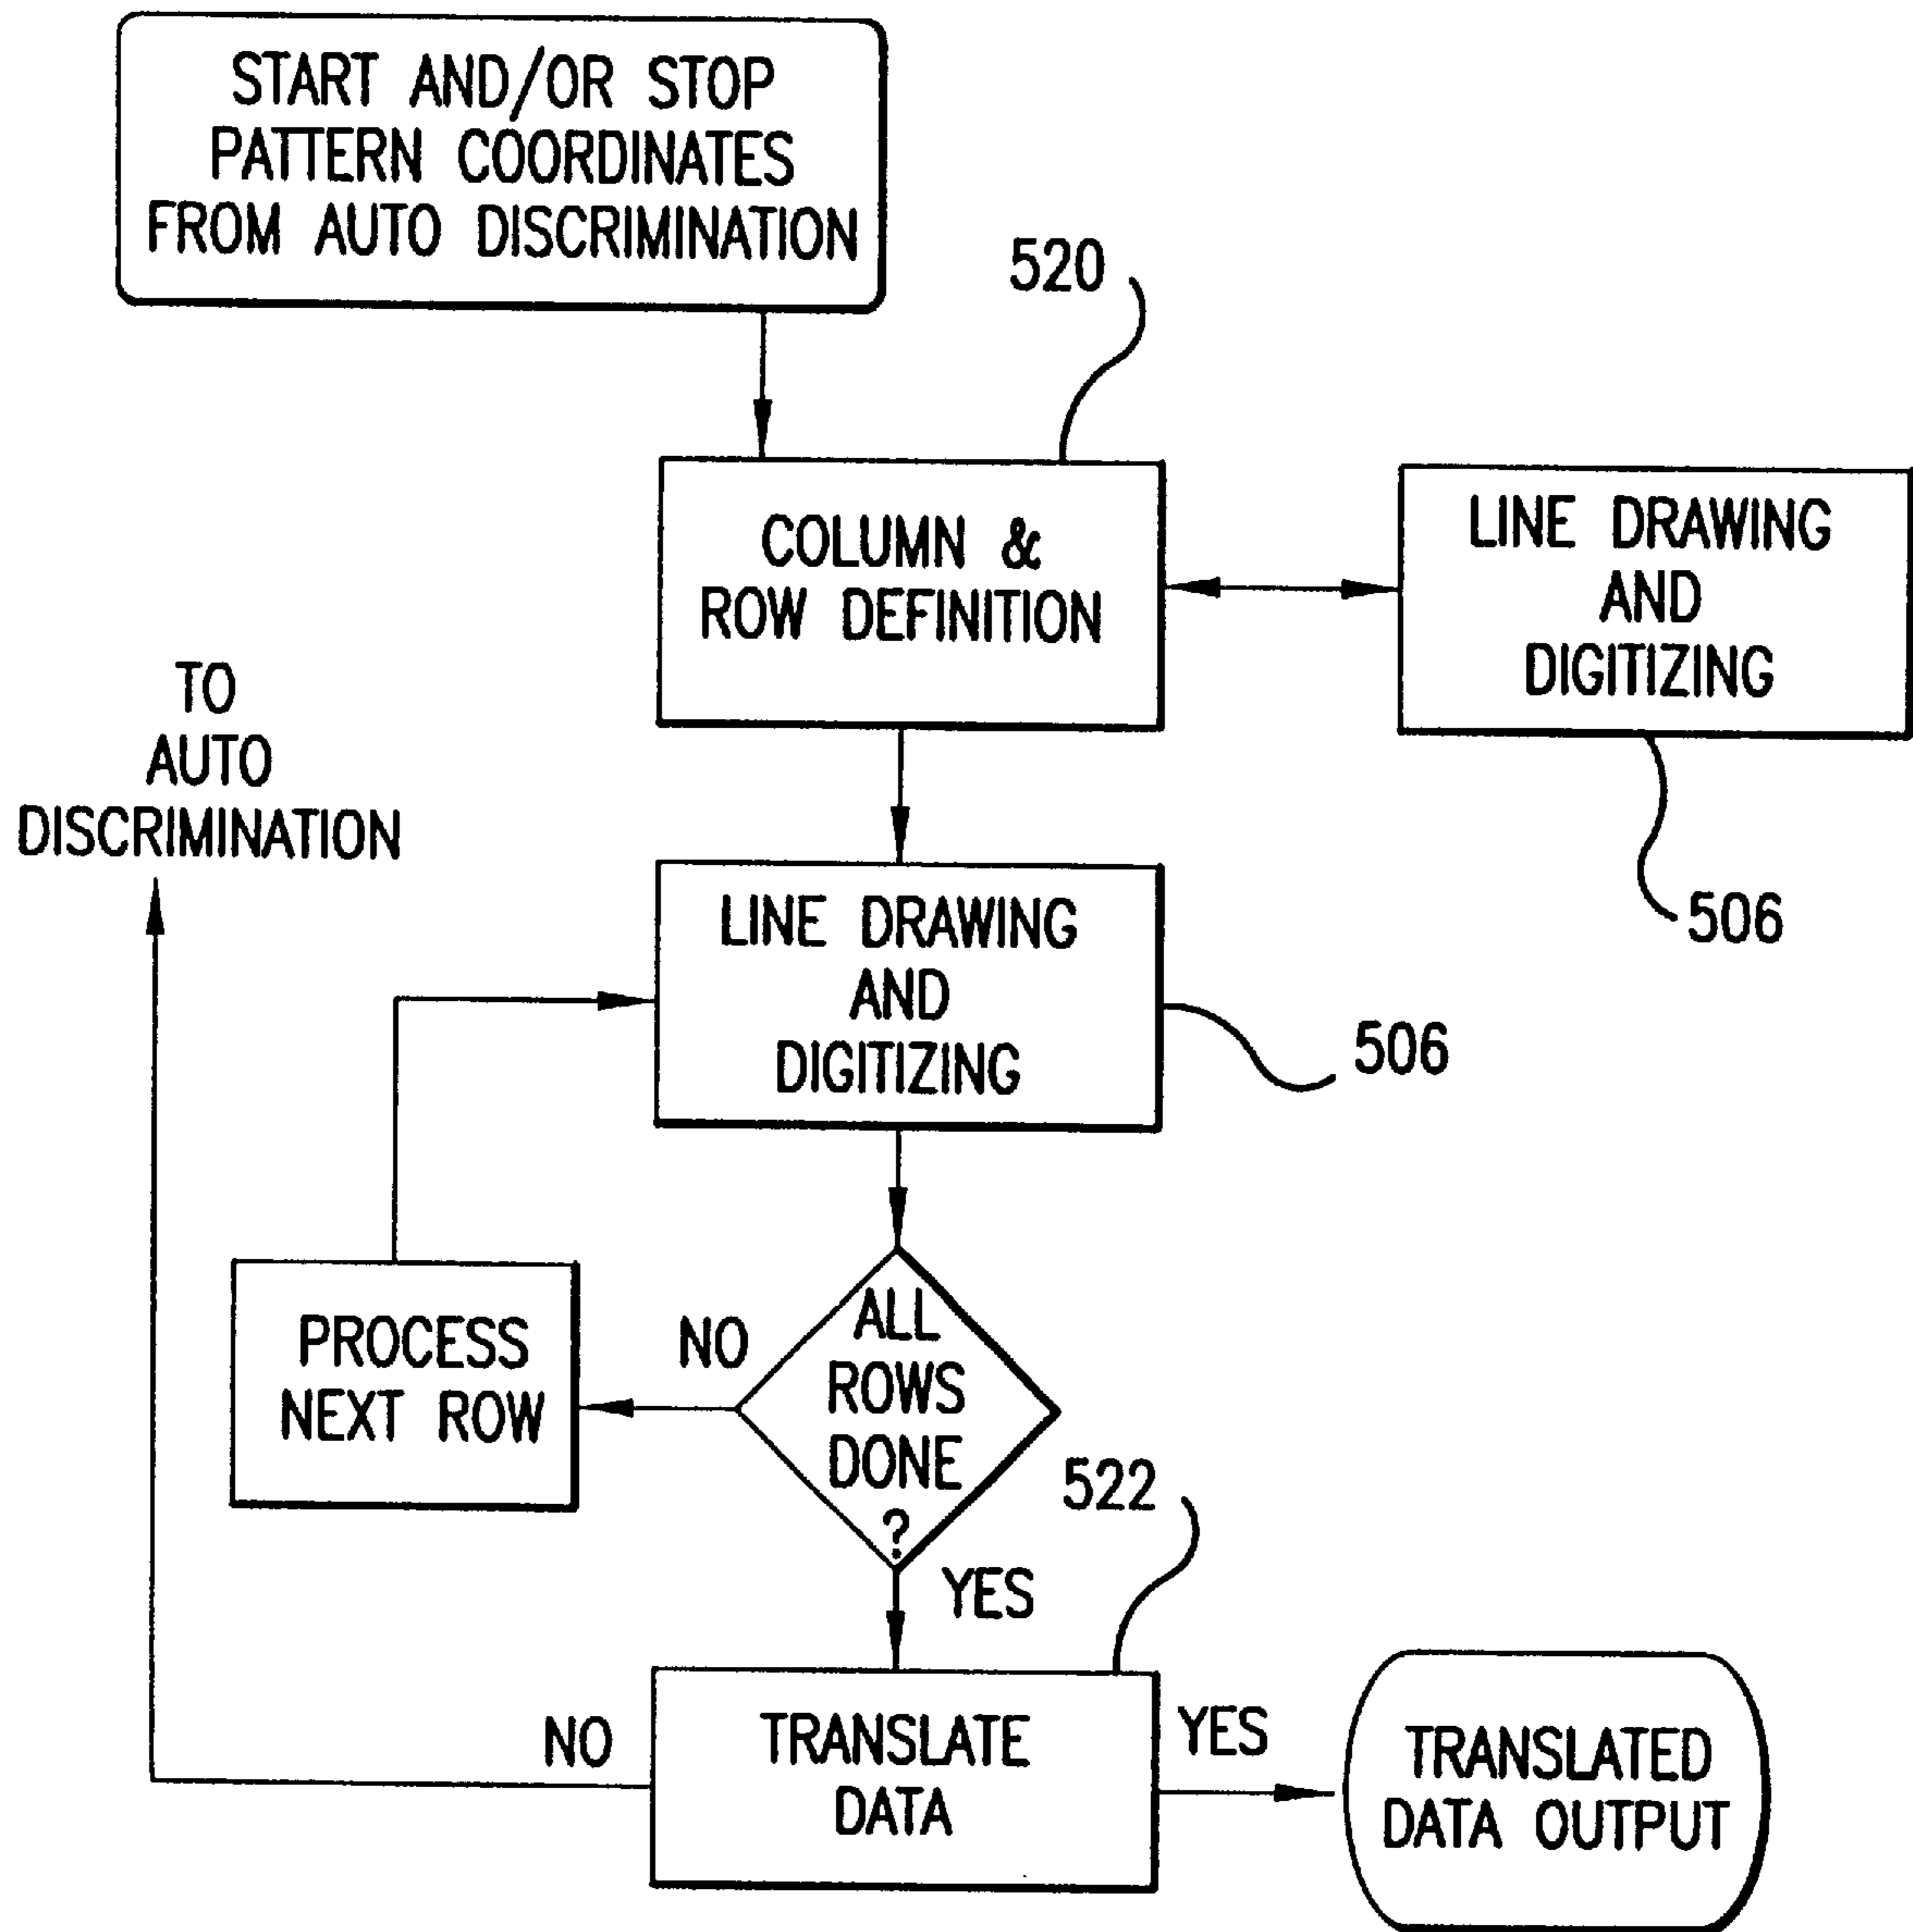 START AND/OR STOP
PATTERN COORDINATES
FROM AUTO DISCRIMINATION
520
COLUMN &
ROW DEFINITION
LINE DRAWING
AND
DIGITIZING
506
TO
AUTO
DISCRIMINATION
LINE DRAWING
AND
DIGITIZING
506
PROCESS
NEXT ROW
NO
ALL
ROWS
DONE
?
YES
522
NO
TRANSLATE
DATA
YES
TRANSLATED
DATA OUTPUT